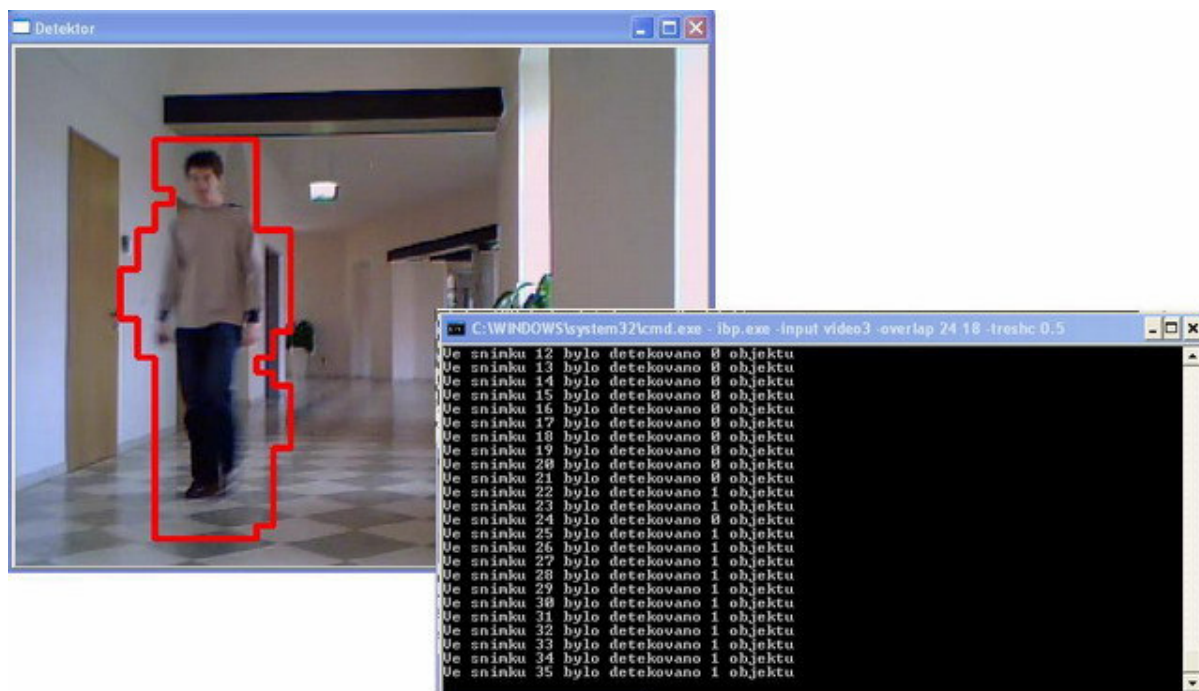 Detektor
C:\WINDOWS\system32\cmd.exe - ibp.exe -input video3 -overlap 24 18 -treshc 0.5
Ve snimku 12 bylo detekovano 0 objektu
Ve snimku 13 bylo detekovano 0 objektu
Ve snimku 14 bylo detekovano 0 objektu
Ve snimku 15 bylo detekovano 0 objektu
Ve snimku 16 bylo detekovano 0 objektu
Ve snimku 17 bylo detekovano 0 objektu
Ve snimku 18 bylo detekovano 0 objektu
Ve snimku 19 bylo detekovano 0 objektu
Ve snimku 20 bylo detekovano 0 objektu
Ve snimku 21 bylo detekovano 0 objektu
Ve snimku 22 bylo detekovano 1 objektu
Ve snimku 23 bylo detekovano 1 objektu
Ve snimku 24 bylo detekovano 0 objektu
Ve snimku 25 bylo detekovano 1 objektu
Ve snimku 26 bylo detekovano 1 objektu
Ve snimku 27 bylo detekovano 1 objektu
Ve snimku 28 bylo detekovano 1 objektu
Ve snimku 29 bylo detekovano 1 objektu
Ve snimku 30 bylo detekovano 1 objektu
Ve snimku 31 bylo detekovano 1 objektu
Ve snimku 32 bylo detekovano 1 objektu
Ve snimku 33 bylo detekovano 1 objektu
Ve snimku 34 bylo detekovano 1 objektu
Ve snimku 35 bylo detekovano 1 objektu